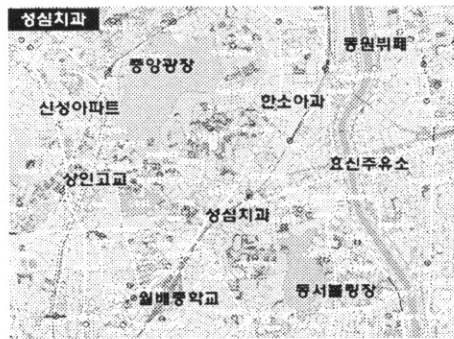 성심치과
동원뷔페
중앙광장
신성아파트
한소아과
효신주유소
상인고교
성심치과
월배중학교
동서볼링장